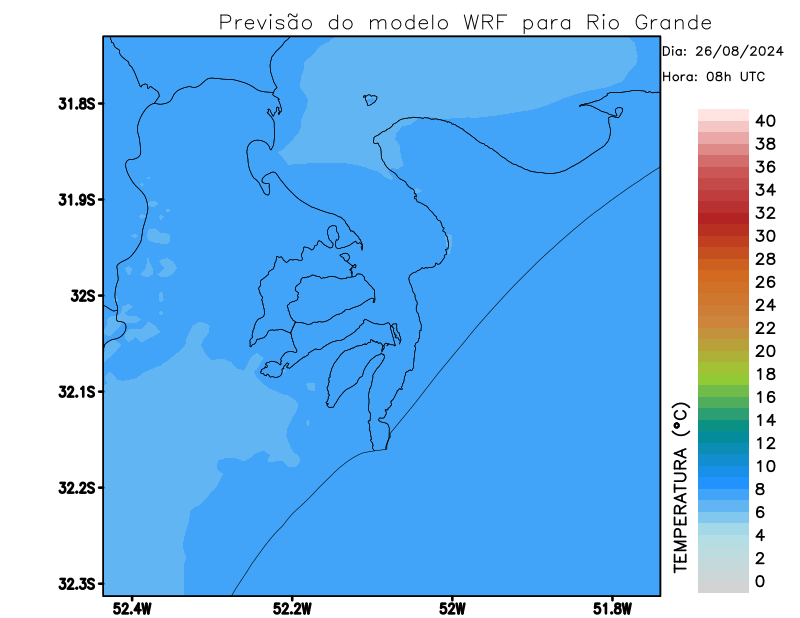 Previsão do modelo WRF para Rio Grande
Dia: 26/08/2024
Hora: 08h UTC
31.8S
31.9S
32S
32.1S
32.2S
32.3S
52.4W
52.2W
52W
51.8W
40
38
36
34
32
30
28
26
24
22
20
18
16
14
12
10
8
6
4
2
0
TEMPERATURA (°C)